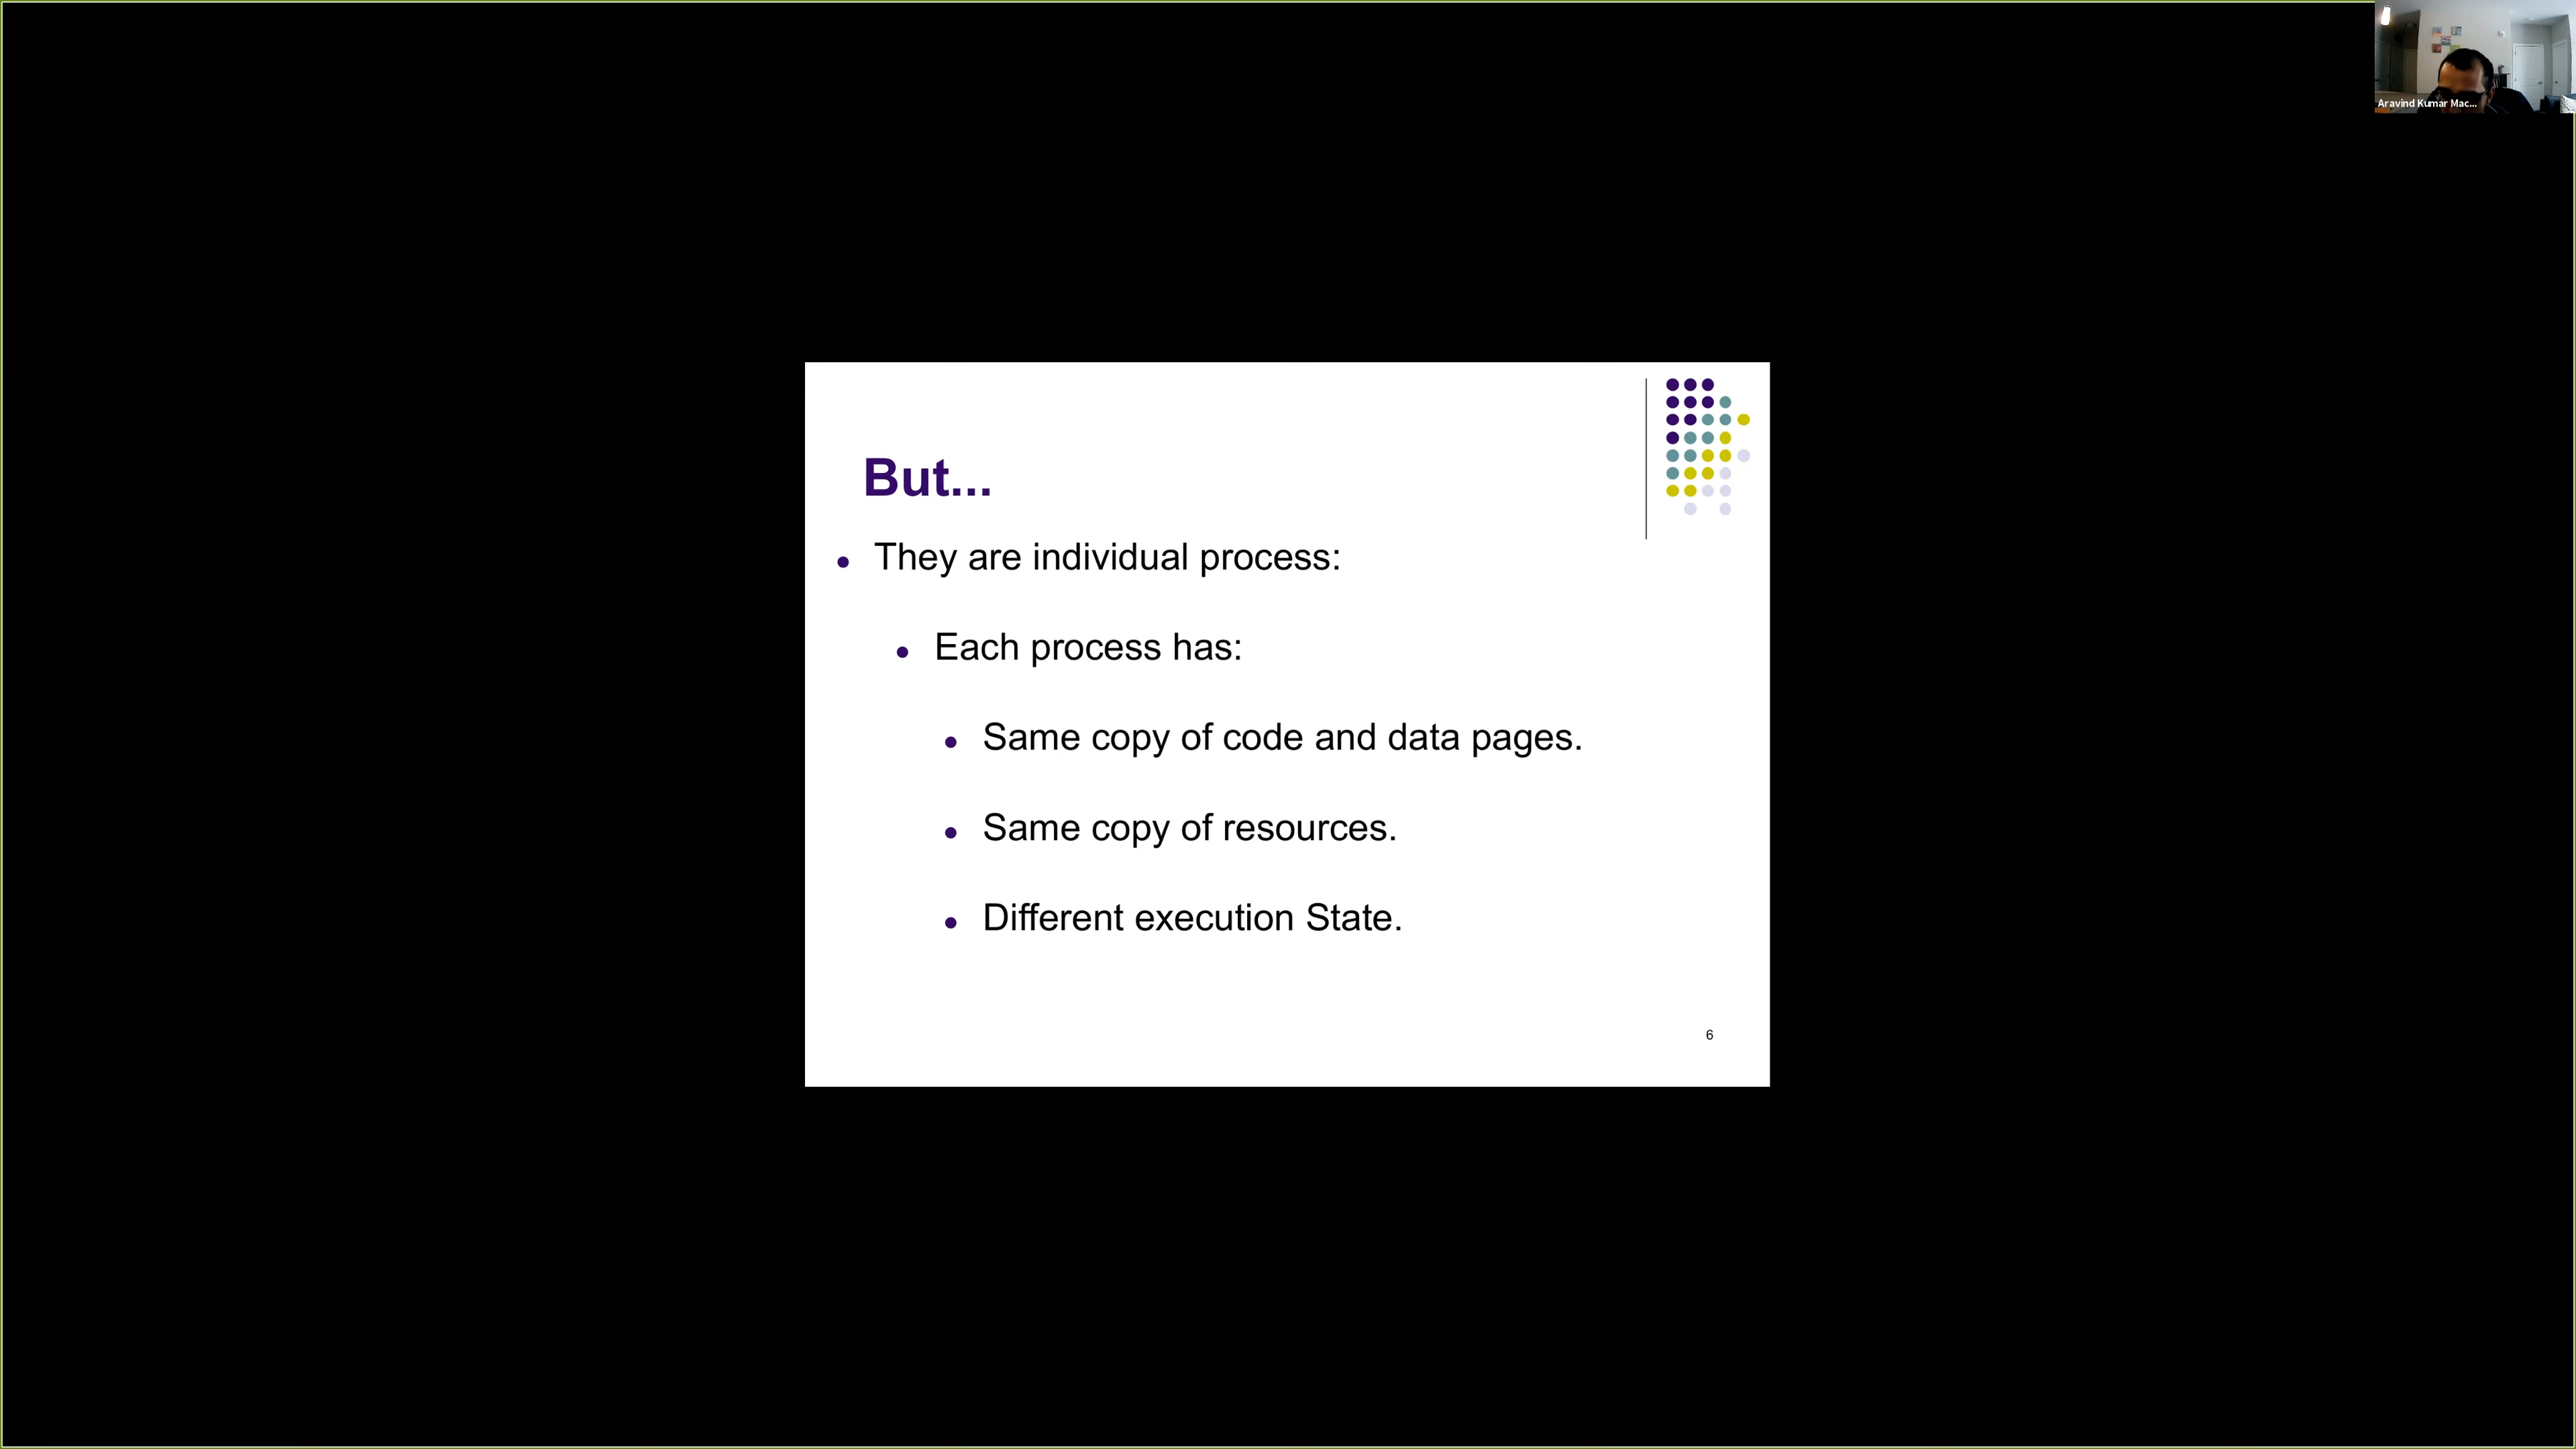 Aravind Kumar Mac...
But...
They are individual process:
Each process has:
Same copy of code and data pages.
Same copy of resources.
Different execution State.
6